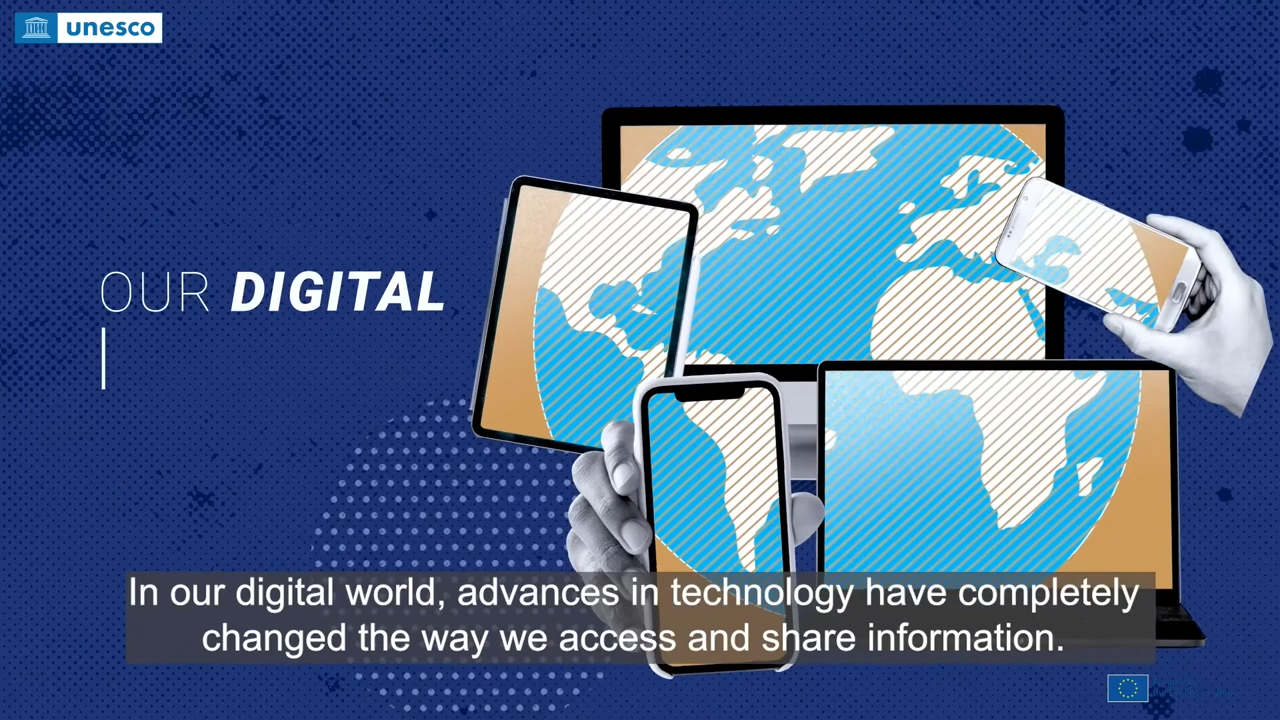 unesco
OUR DIGITAL
In our digital world, advances in technology have completely
changed the way we access and share information.